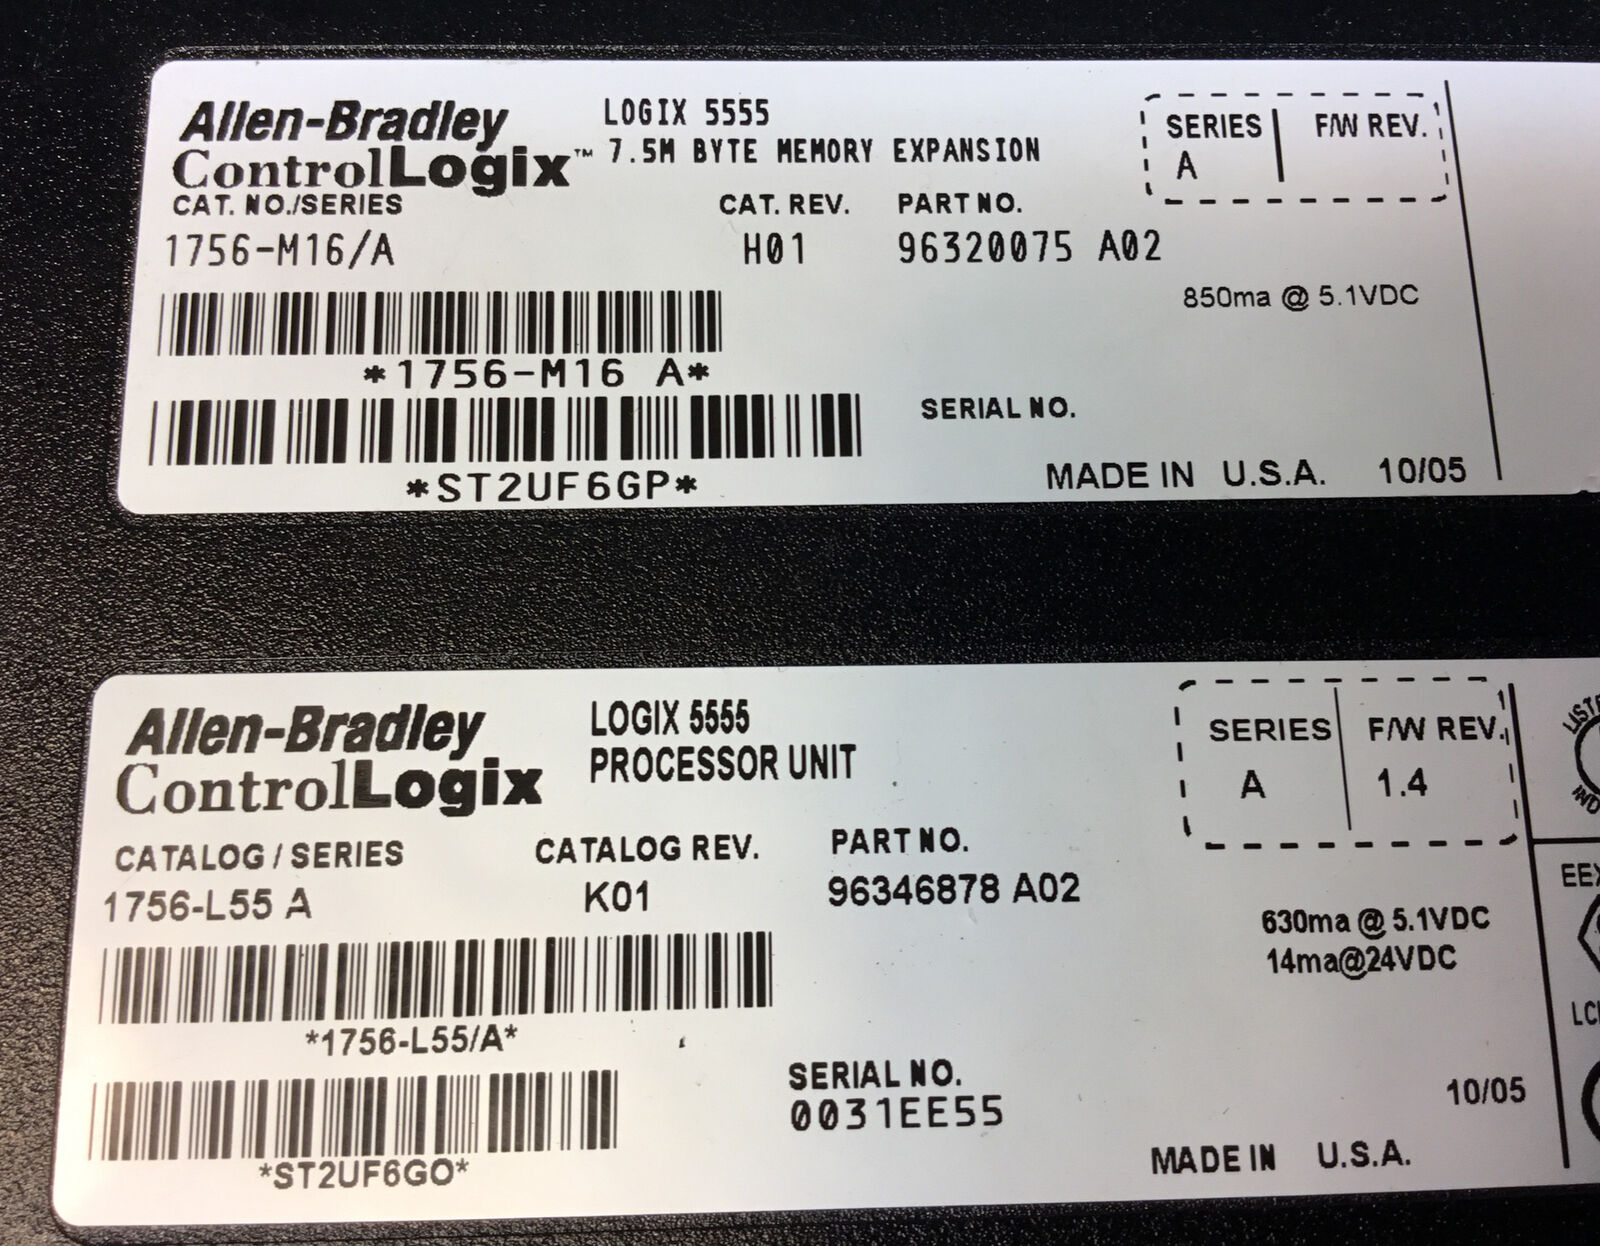 Allen-Bradley
ControlLogix™
LOGIX 5555
7.5M BYTE MEMORY EXPANSION
SERIES F/W REV.
A
CAT. NO./SERIES CAT. REV. PART NO.
1756-M16/A H01 96320075 A02
850ma @ 5.1VDC
*1756-M16 A*
SERIAL NO.
*ST2UF6GP*
MADE IN U.S.A. 10/05
Allen-Bradley
ControlLogix
LOGIX 5555
PROCESSOR UNIT
SERIES F/W REV.
A 1.4
CATALOG / SERIES CATALOG REV. PART NO.
1756-L55 A K01 96346878 A02
630ma @ 5.1VDC
14ma@24VDC
*1756-L55/A*
SERIAL NO.
0031EE55
10/05
*ST2UF6GO*
MADE IN U.S.A.